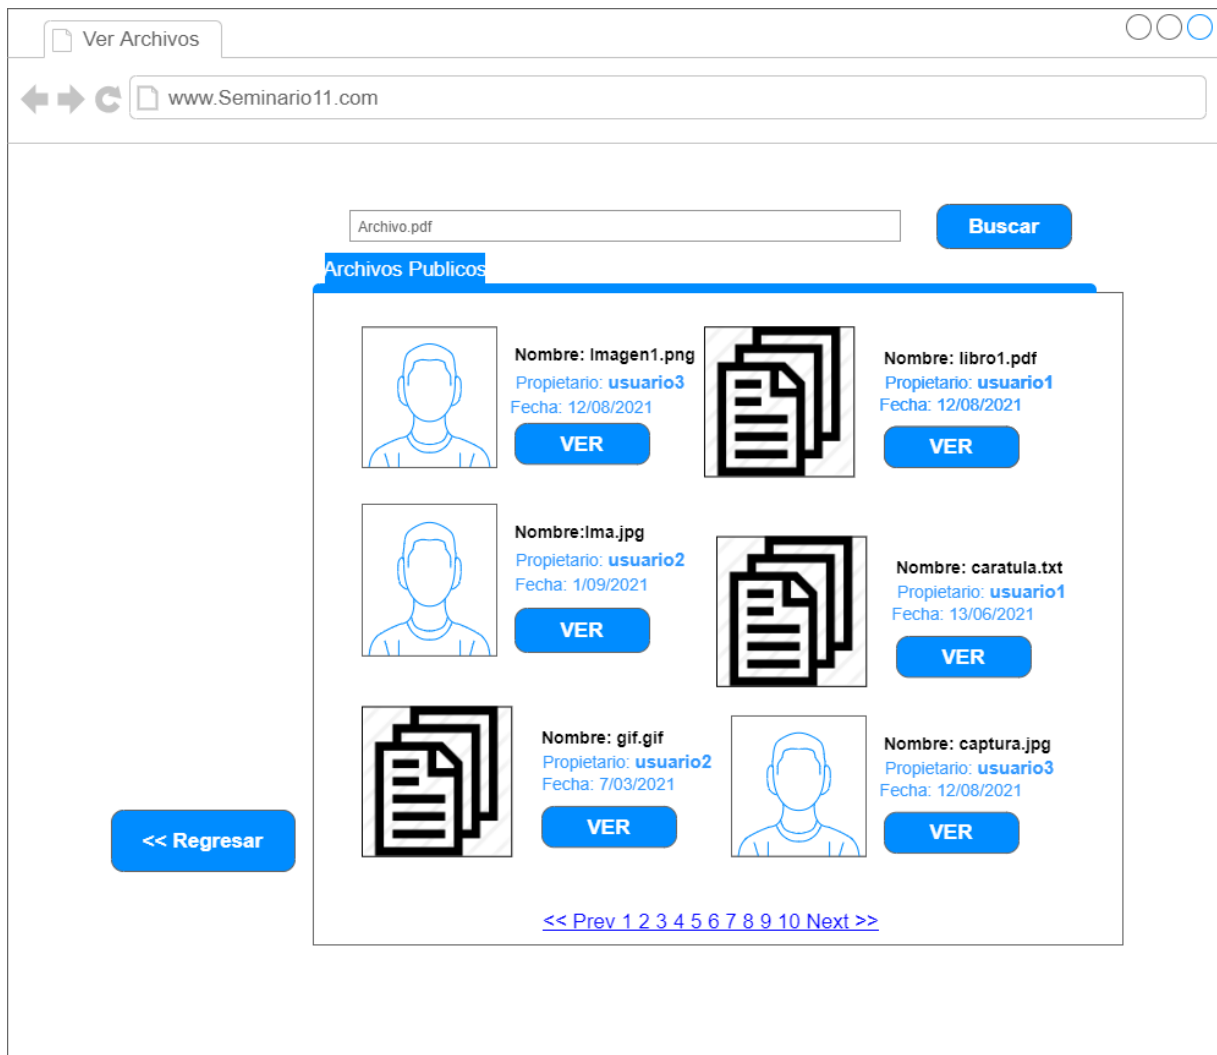 Ver Archivos
www.Seminario11.com
Archivo.pdf
Buscar
Archivos Publicos
Nombre: Imagen1.png
Propietario: usuario3
Fecha: 12/08/2021
VER
Nombre: libro1.pdf
Propietario: usuario1
Fecha: 12/08/2021
VER
Nombre:Ima.jpg
Propietario: usuario2
Fecha: 1/09/2021
VER
Nombre: caratula.txt
Propietario: usuario1
Fecha: 13/06/2021
VER
Nombre: gif.gif
Propietario: usuario2
Fecha: 7/03/2021
VER
Nombre: captura.jpg
Propietario: usuario3
Fecha: 12/08/2021
VER
<< Regresar
<< Prev 1 2 3 4 5 6 7 8 9 10 Next >>